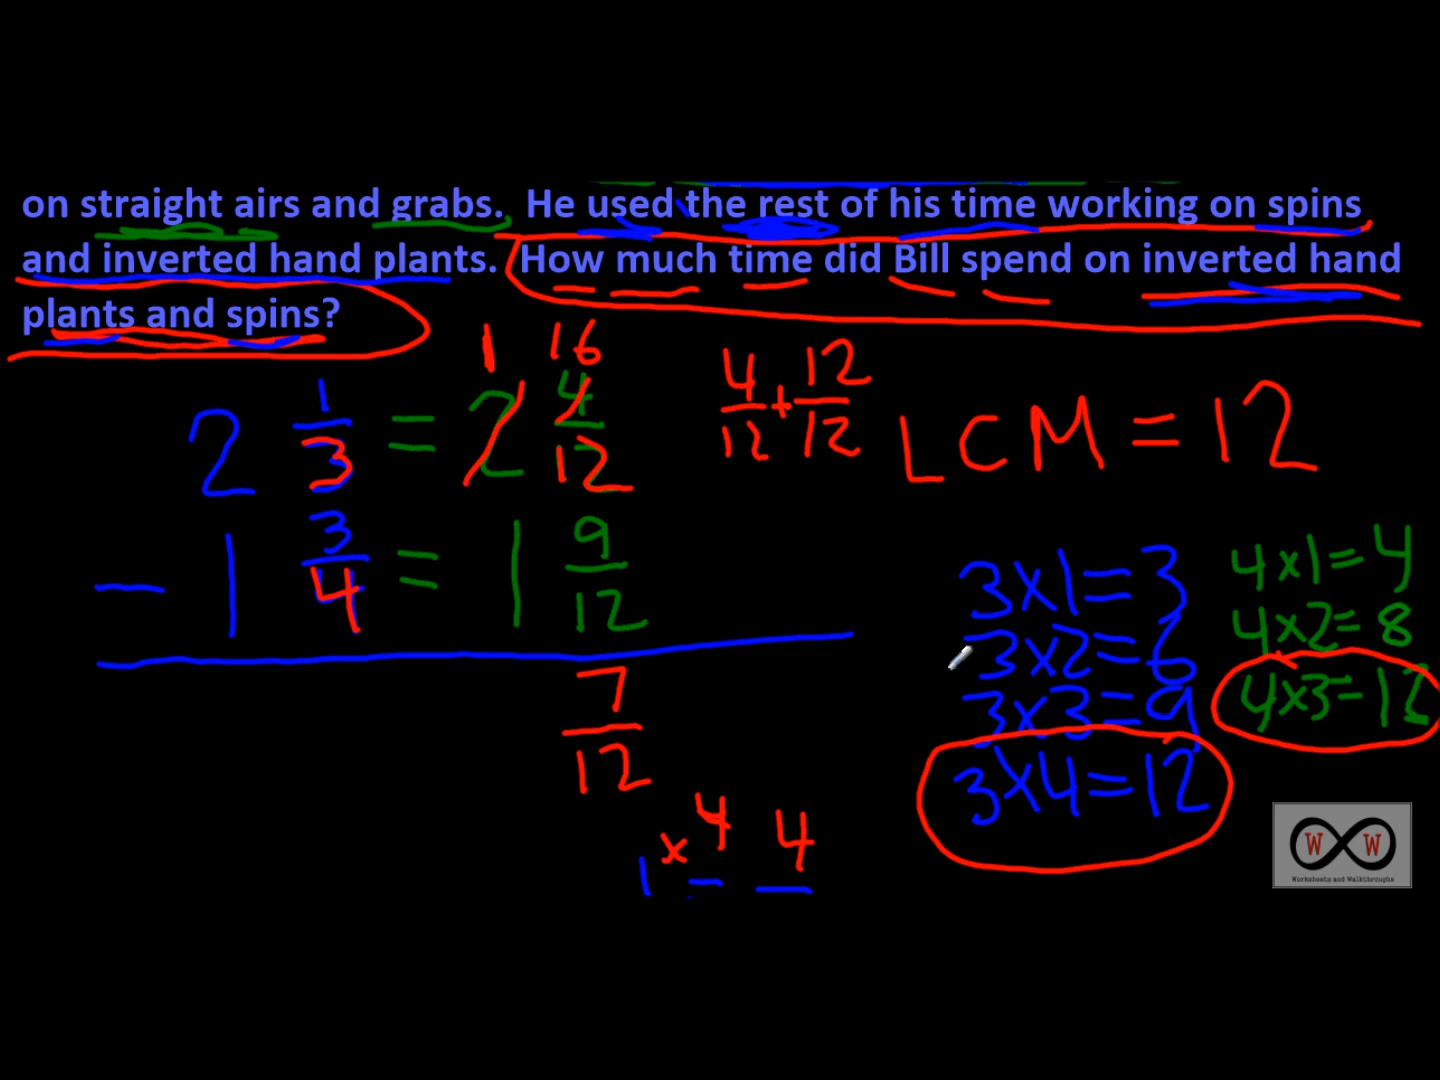 on straight airs and grabs. He used the rest of his time working on spins
and inverted hand plants. How much time did Bill spend on inverted hand
plants and spins?
1 16
2 1/3 = 2 4/12
4/12 + 12/12
LCM = 12
- 1 3/4 = 1 9/12
7/12
x 4 4
1
3x1=3
3x2=6
3x3=9
3x4=12
4x1=4
4x2=8
4x3=12
W W
Worksheets and Walkthroughs